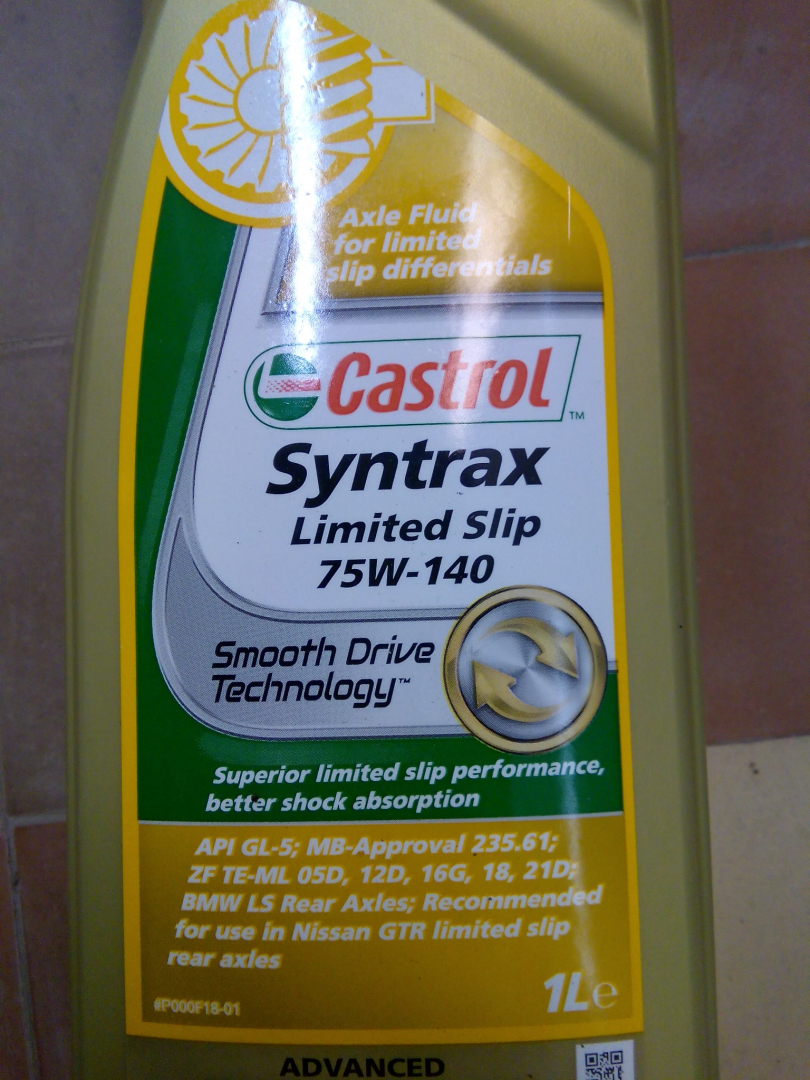 Axle Fluid
for limited
slip differentials
Castrol ™
Syntrax
Limited Slip
75W-140
Smooth Drive
Technology™
Superior limited slip performance,
better shock absorption
API GL-5; MB-Approval 235.61;
ZF TE-ML 05D, 12D, 16G, 18, 21D;
BMW LS Rear Axles; Recommended
for use in Nissan GTR limited slip
rear axles
1L e
#P000F18-01
ADVANCED